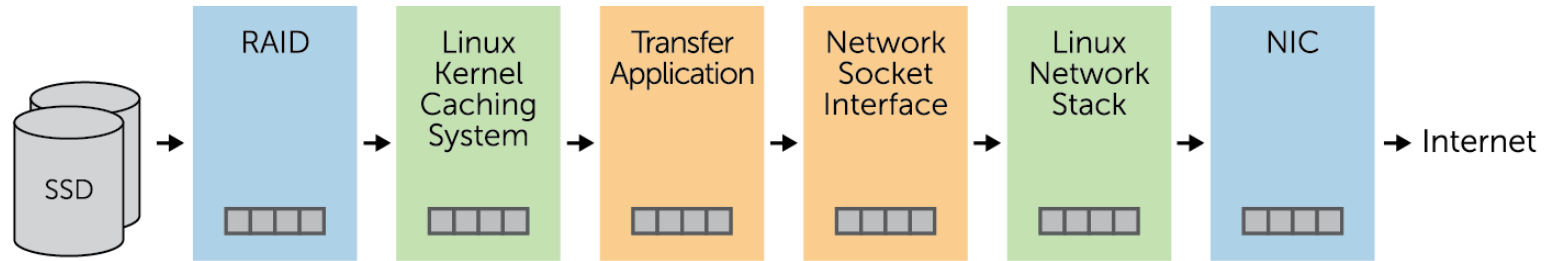 SSD
RAID
Linux
Kernel
Caching
System
Transfer
Application
Network
Socket
Interface
Linux
Network
Stack
NIC
Internet